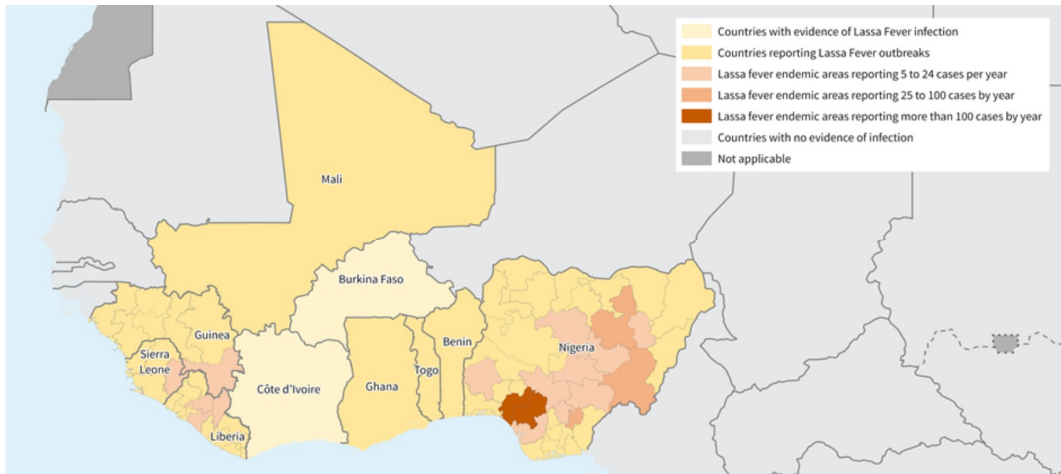 Countries with evidence of Lassa Fever infection
Countries reporting Lassa Fever outbreaks
Lassa fever endemic areas reporting 5 to 24 cases per year
Lassa fever endemic areas reporting 25 to 100 cases by year
Lassa fever endemic areas reporting more than 100 cases by year
Countries with no evidence of infection
Not applicable
Mali
Burkina Faso
Guinea
Sierra
Leone
Côte d'Ivoire
Liberia
Ghana
Togo
Benin
Nigeria